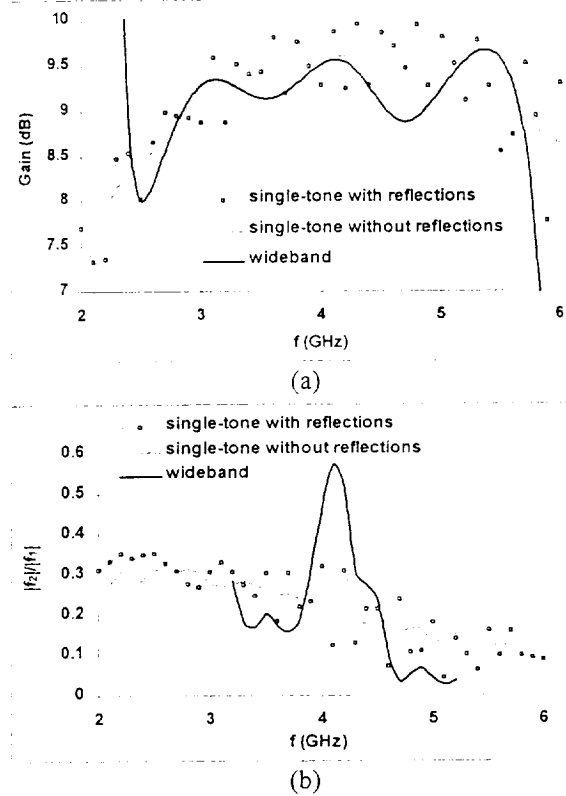 10
9.5
9
8.5
8
7.5
7
Gain (dB)
single-tone with reflections
single-tone without reflections
wideband
2 3 4 5 6
f (GHz)
(a)
single-tone with reflections
single-tone without reflections
wideband
0.6
0.5
0.4
0.3
0.2
0.1
0
|f₂|/|f₁|
2 3 4 5 6
f (GHz)
(b)